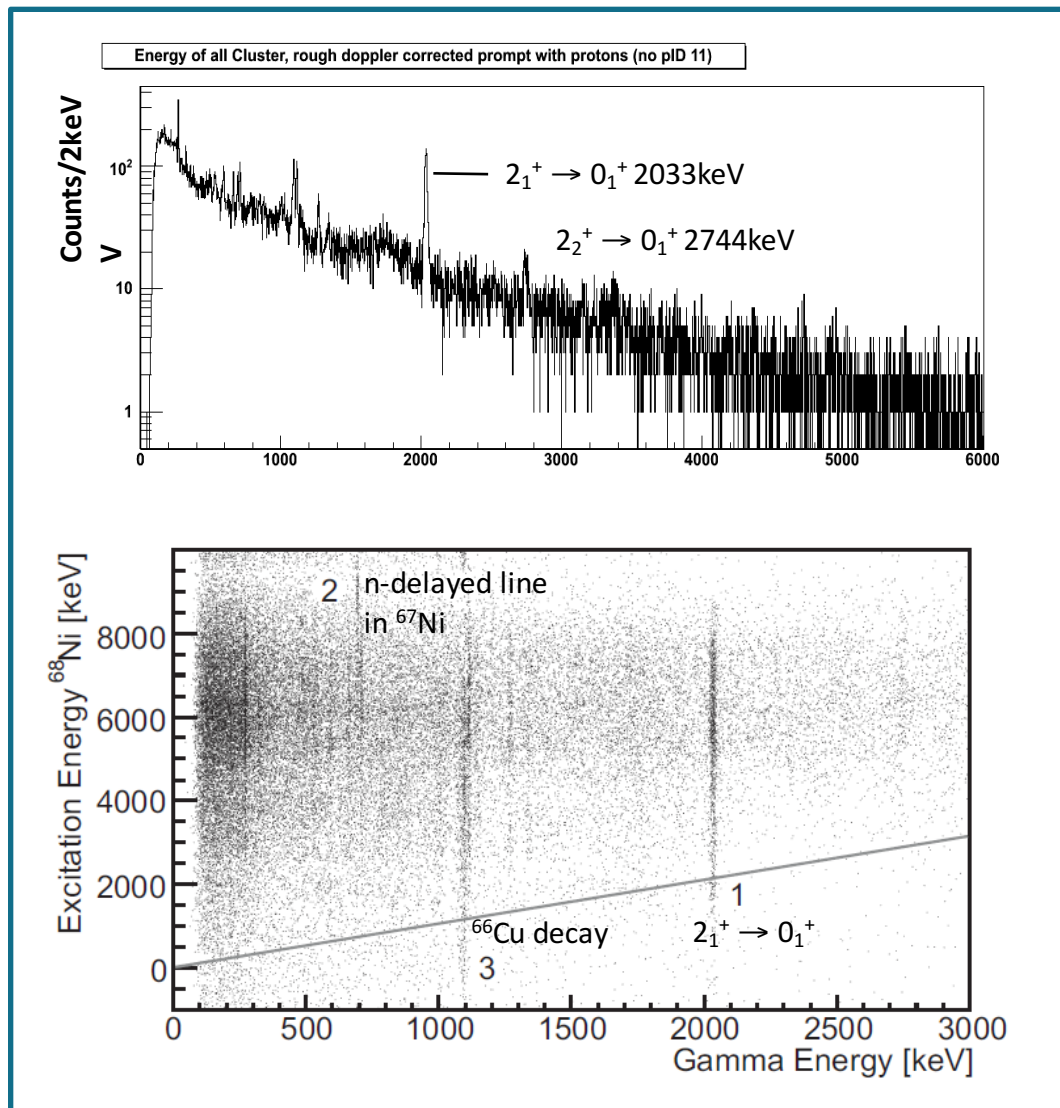 Energy of all Cluster, rough doppler corrected prompt with protons (no pID 11)
Counts/2keV
V
10²
10
1
2₁⁺ → 0₁⁺ 2033keV
2₂⁺ → 0₁⁺ 2744keV
0 1000 2000 3000 4000 5000 6000
Excitation Energy ⁶⁸Ni [keV]
8000
6000
4000
2000
0
2 n-delayed line
in ⁶⁷Ni
1
⁶⁶Cu decay 2₁⁺ → 0₁⁺
3
0 500 1000 1500 2000 2500 3000
Gamma Energy [keV]